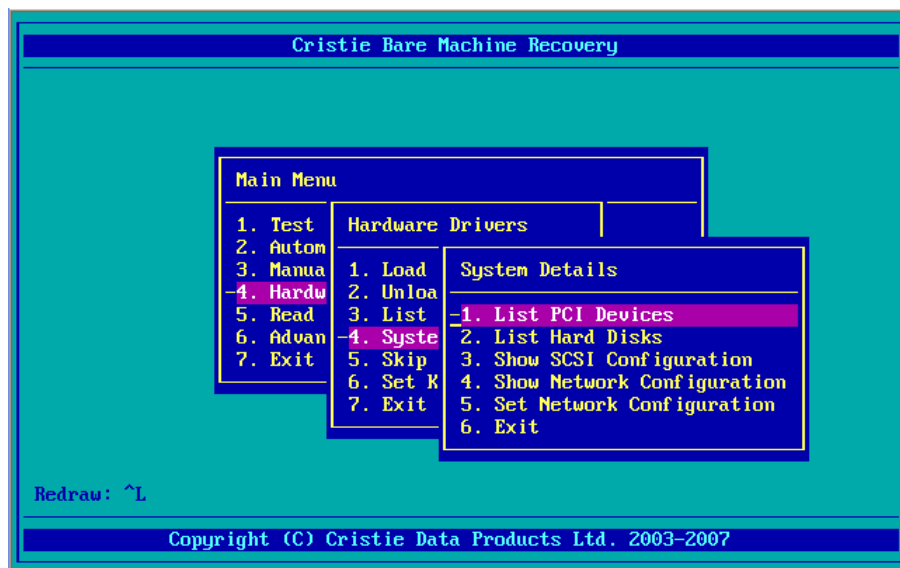 Cristie Bare Machine Recovery
Main Menu
1. Test
2. Autom
3. Manua
-4. Hardw
5. Read
6. Advan
7. Exit
Hardware Drivers
1. Load
2. Unloa
3. List
-4. Syste
5. Skip
6. Set K
7. Exit
System Details
-1. List PCI Devices
2. List Hard Disks
3. Show SCSI Configuration
4. Show Network Configuration
5. Set Network Configuration
6. Exit
Redraw: ^L
Copyright (C) Cristie Data Products Ltd. 2003-2007